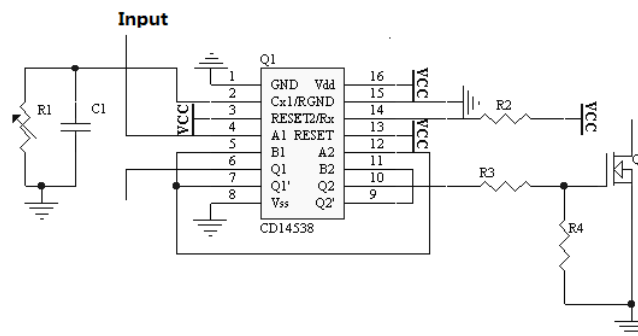 Input
Q1
1 GND Vdd 16 VCC
2 Cx1/RGND 15
R1 C1 VCC 3 RESET2/Rx 14 R2 VCC
4 A1 RESET 13 VCC
5 B1 A2 12
6 Q1 B2 11 Q
7 Q1' Q2 10 R3
8 Vss Q2' 9
CD14538
R4